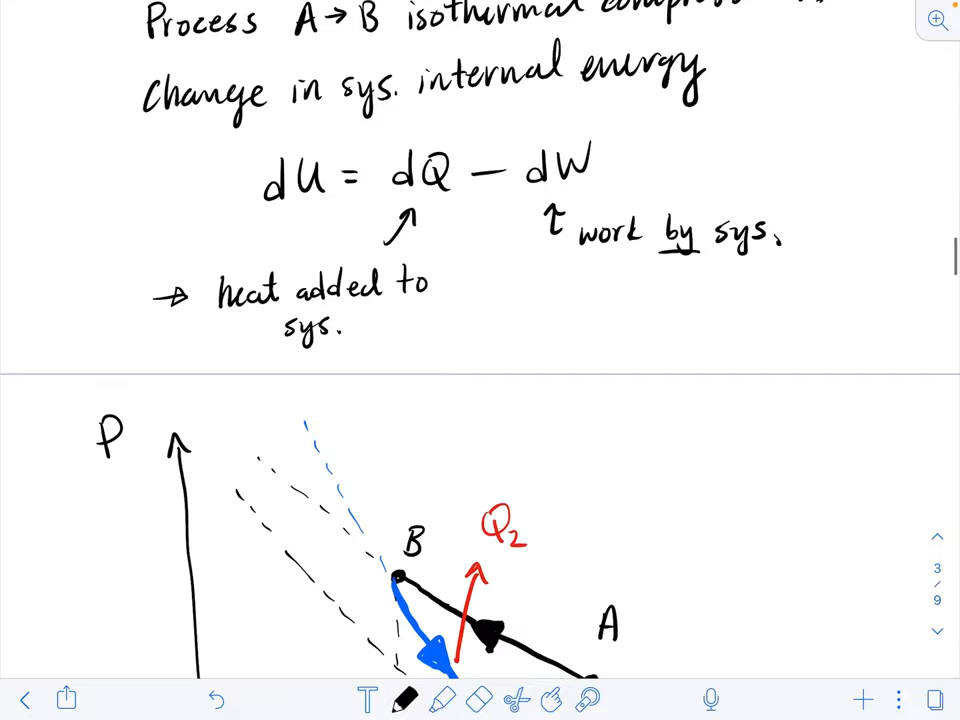 Process A → B isothermal
Change in sys. internal energy
dU = dQ – dW
work by sys.
→ heat added to
sys.
P
Q₂
B
A
3
/
9
T